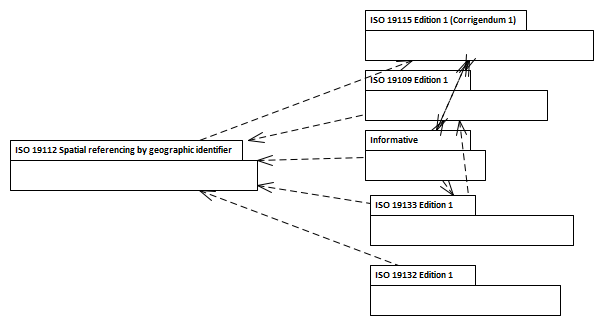 ISO 19115 Edition 1 (Corrigendum 1)
ISO 19109 Edition 1
Informative
ISO 19112 Spatial referencing by geographic identifier
ISO 19133 Edition 1
ISO 19132 Edition 1